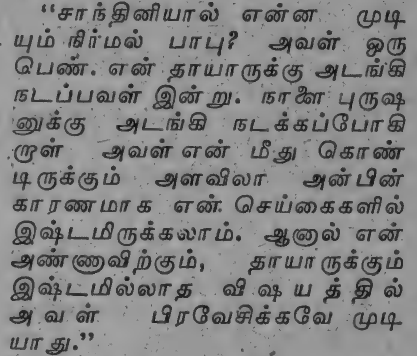 “சாந்தினியால் என்ன முடி
யும் நிர்மல் பாபு? அவள் ஒரு
பெண். என் தாயாருக்கு அடங்கி
நடப்பவள் இன்று. நாளை புருஷ
னுக்கு அடங்கி நடக்கப்போகி
றாள் அவள் என் மீது கொண்
டிருக்கும் அளவிலா அன்பின்
காரணமாக என் செய்கைகளில்
இஷ்டமிருக்கலாம். ஆனால் என்
அண்ணாவிற்கும், தாயாருக்கும்
இஷ்டமில்லாத விஷயத்தில்
அவள் பிரவேசிக்கவே முடி
யாது.”